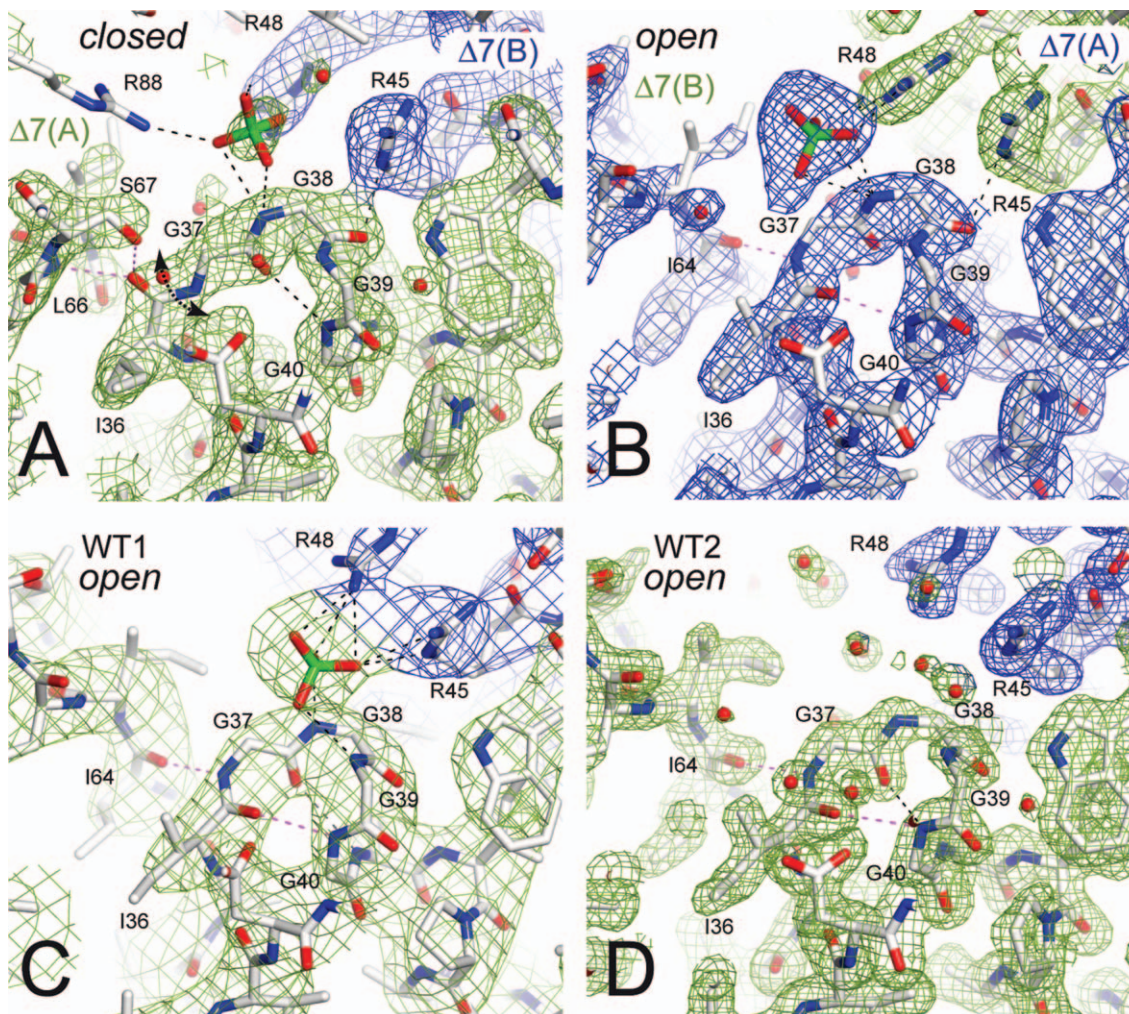 R48
closed
Δ7(B)
R88
R45
Δ7(A)
S67
G38
G37
L66
G39
G40
I36
A
open
R48
Δ7(A)
Δ7(B)
G38
G37
R45
I64
G39
G40
I36
B
WT1
R48
open
R45
G37
G38
I64
G39
G40
I36
C
WT2
R48
open
R45
G37
G38
I64
G39
G40
I36
D